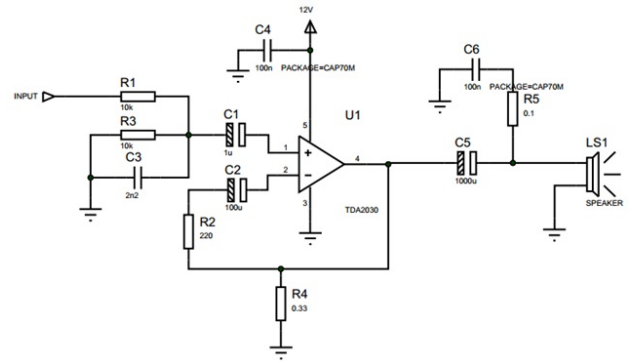 12V
C4
100n
PACKAGE=CAP70M
C6
100n
PACKAGE=CAP70M
R5
0.1
R1
10k
INPUT
R3
10k
C3
2n2
C1
1u
U1
5
1
2
3
4
TDA2030
C2
100u
R2
220
R4
0.33
C5
1000u
LS1
SPEAKER